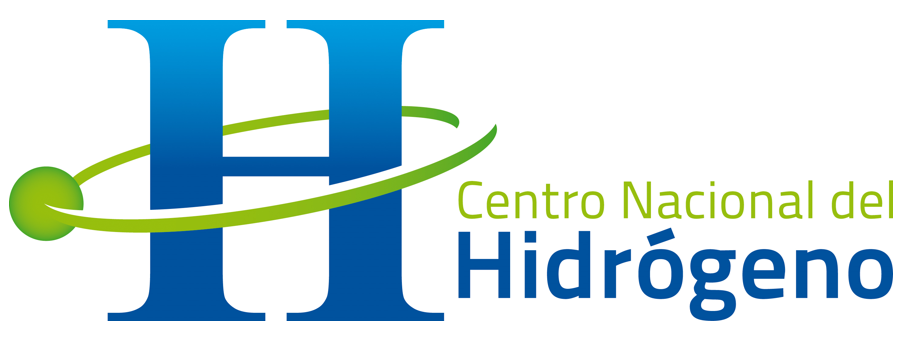 H
Centro Nacional del
Hidrógeno